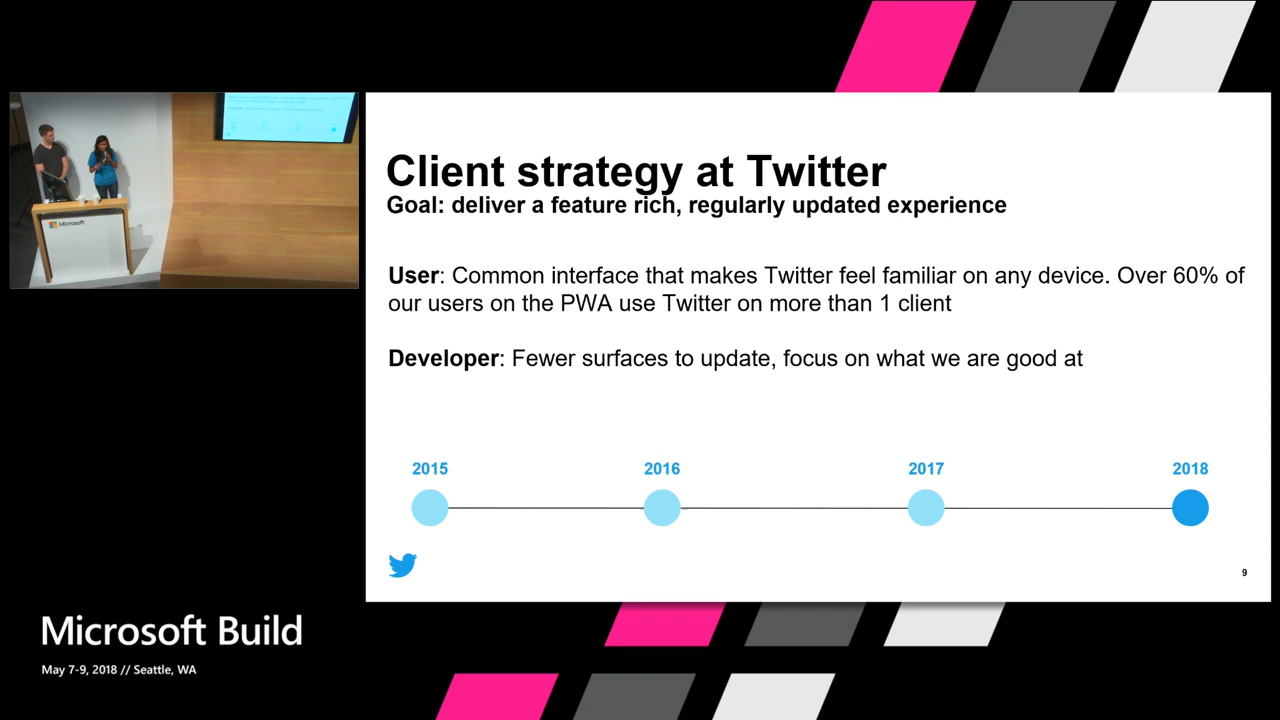 Client strategy at Twitter
Goal: deliver a feature rich, regularly updated experience
User: Common interface that makes Twitter feel familiar on any device. Over 60% of
our users on the PWA use Twitter on more than 1 client
Developer: Fewer surfaces to update, focus on what we are good at
2015 2016 2017 2018
9
Microsoft
Microsoft Build
May 7-9, 2018 // Seattle, WA